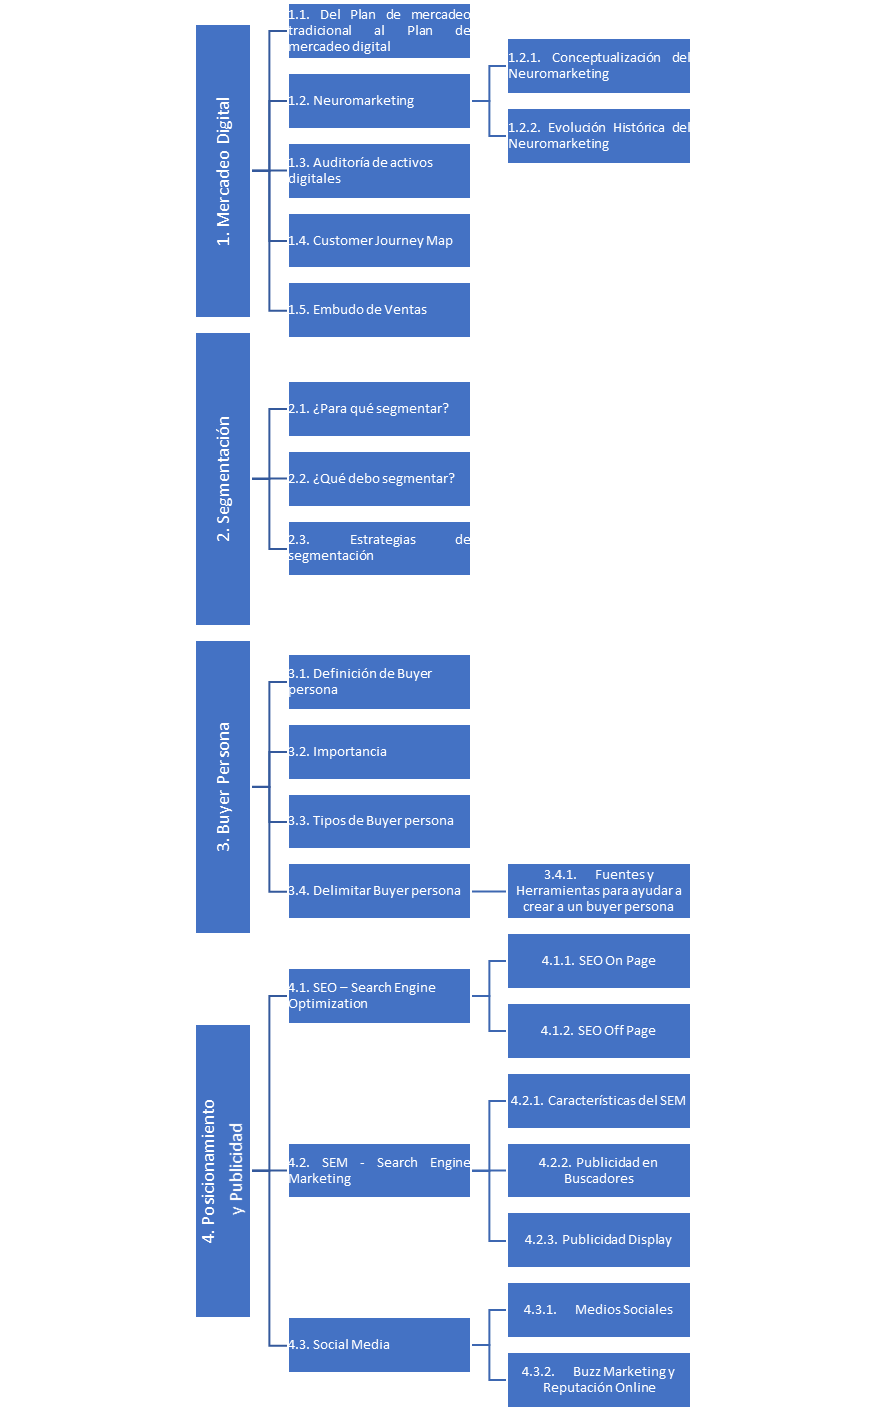 1. Mercadeo Digital
1.1. Del Plan de mercadeo
tradicional al Plan de
mercadeo digital
1.2. Neuromarketing
1.2.1. Conceptualización del
Neuromarketing
1.2.2. Evolución Histórica del
Neuromarketing
1.3. Auditoría de activos
digitales
1.4. Customer Journey Map
1.5. Embudo de Ventas
2. Segmentación
2.1. ¿Para qué segmentar?
2.2. ¿Qué debo segmentar?
2.3. Estrategias de
segmentación
3. Buyer Persona
3.1. Definición de Buyer
persona
3.2. Importancia
3.3. Tipos de Buyer persona
3.4. Delimitar Buyer persona
3.4.1. Fuentes y
Herramientas para ayudar a
crear a un buyer persona
4. Posicionamiento
y Publicidad
4.1. SEO – Search Engine
Optimization
4.1.1. SEO On Page
4.1.2. SEO Off Page
4.2. SEM - Search Engine
Marketing
4.2.1. Características del SEM
4.2.2. Publicidad en
Buscadores
4.2.3. Publicidad Display
4.3. Social Media
4.3.1. Medios Sociales
4.3.2. Buzz Marketing y
Reputación Online